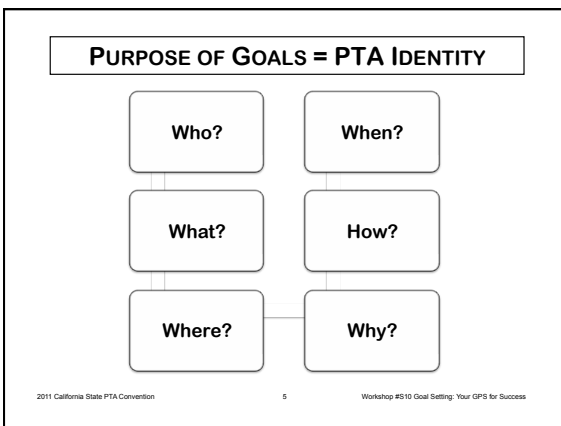 PURPOSE OF GOALS = PTA IDENTITY
Who?
When?
What?
How?
Where?
Why?
2011 California State PTA Convention
5
Workshop #S10 Goal Setting: Your GPS for Success